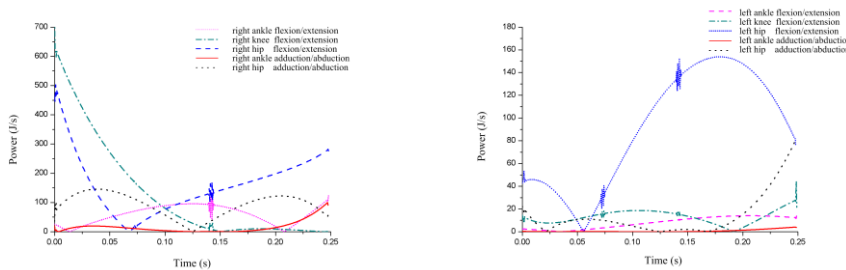 right ankle flexion/extension
right knee flexion/extension
right hip flexion/extension
right ankle adduction/abduction
right hip adduction/abduction
700
600
500
400
300
200
100
0
Power (J/s)
0.00 0.05 0.10 0.15 0.20 0.25
Time (s)
left ankle flexion/extension
left knee flexion/extension
left hip flexion/extension
left ankle adduction/abduction
left hip adduction/abduction
180
160
140
120
100
80
60
40
20
0
Power (J/s)
0.00 0.05 0.10 0.15 0.20 0.25
Time (s)